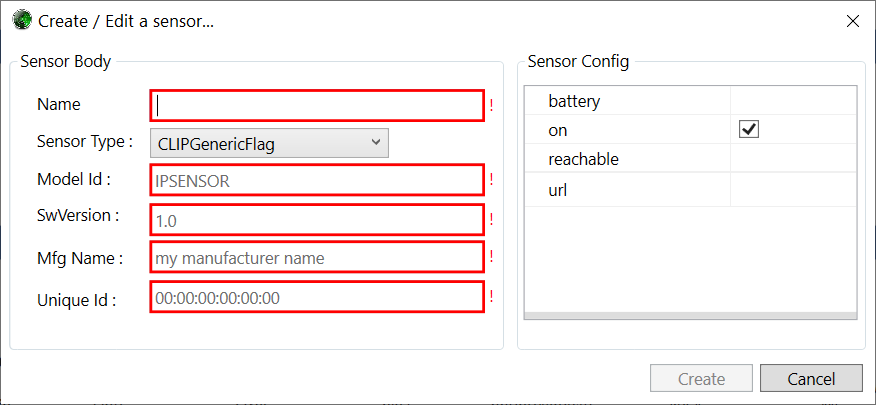 Create / Edit a sensor...
Sensor Body
Name !
Sensor Type : CLIPGenericFlag
Model Id : IPSENSOR !
SwVersion : 1.0 !
Mfg Name : my manufacturer name !
Unique Id : 00:00:00:00:00:00 !
Sensor Config
battery
on
reachable
url
Create Cancel